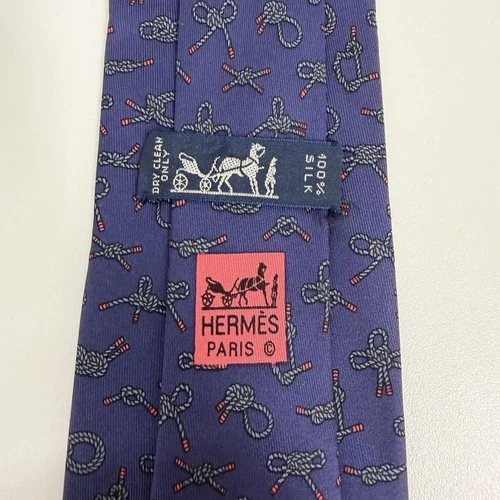 DRY CLEAN
ONLY
100%
SILK
HERMÈS
PARIS ©